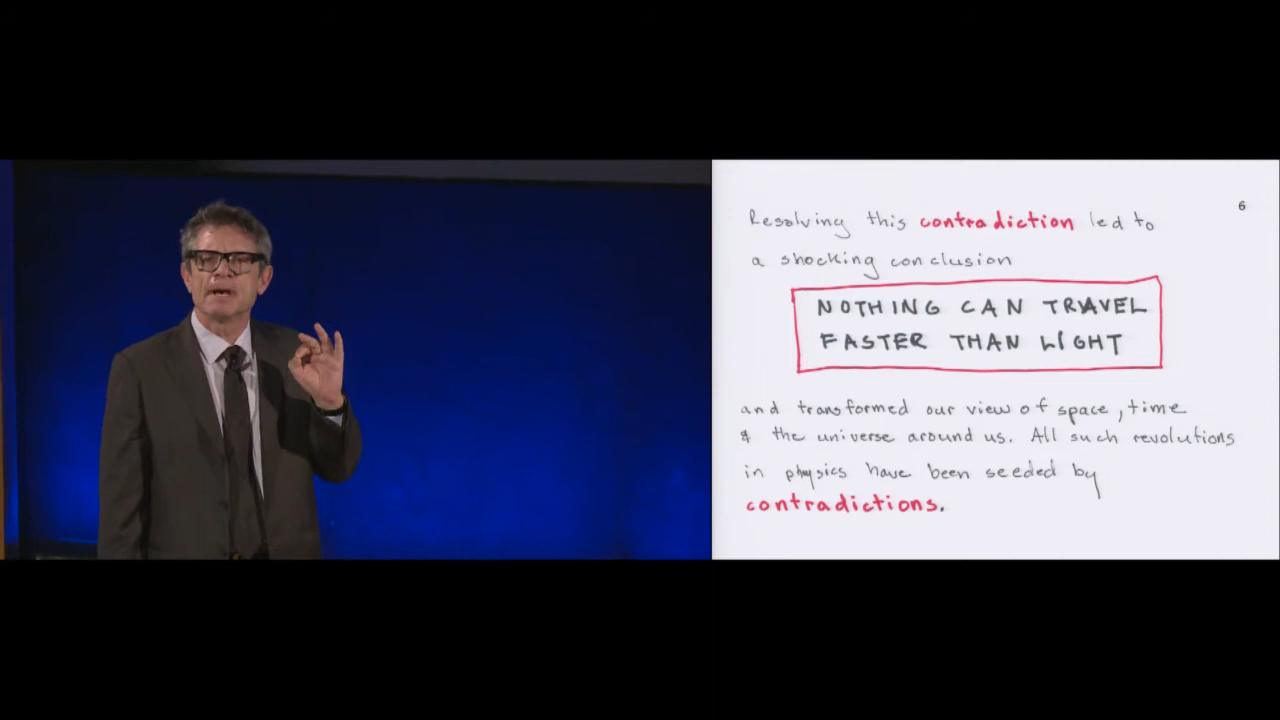 6
Resolving this contradiction led to
a shocking conclusion
NOTHING CAN TRAVEL
FASTER THAN LIGHT
and transformed our view of space, time
& the universe around us. All such revolutions
in physics have been seeded by
contradictions.